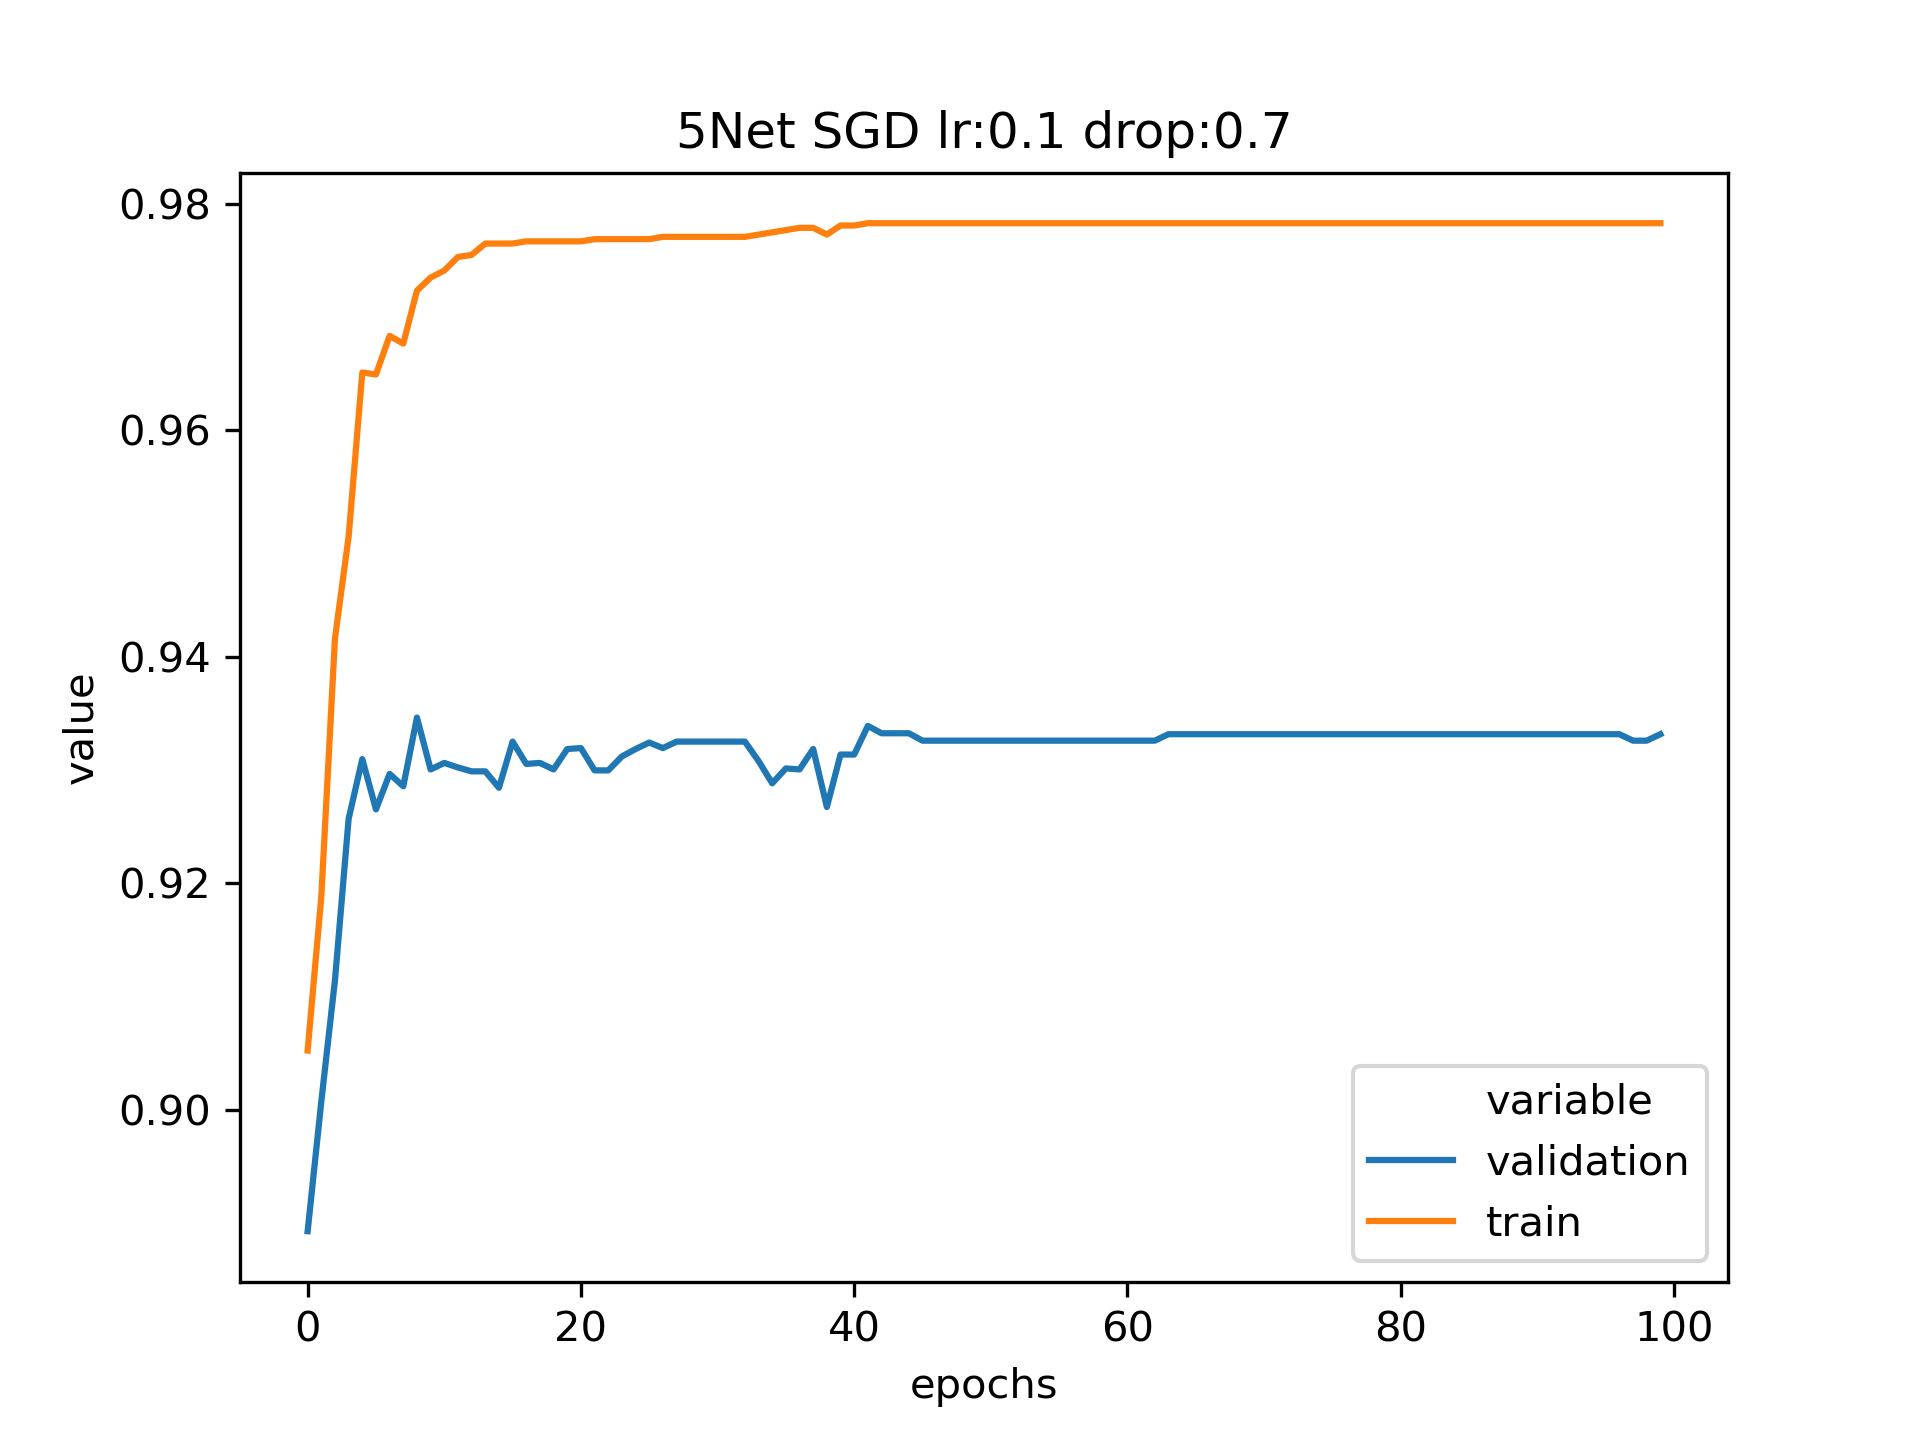 5Net SGD lr:0.1 drop:0.7
0.98
0.96
0.94
0.92
0.90
value
variable
validation
train
0 20 40 60 80 100
epochs